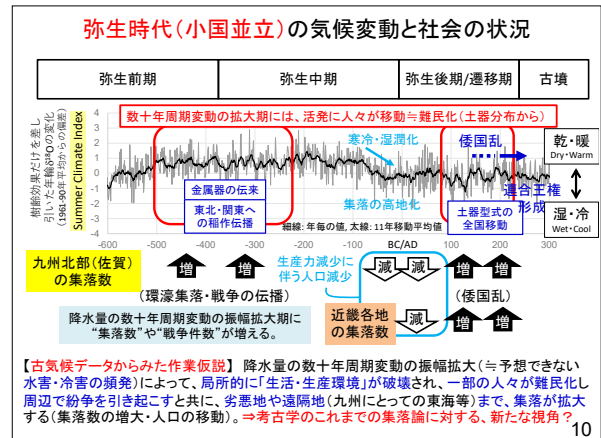 弥生時代(小国並立)の気候変動と社会の状況
弥生前期
弥生中期
弥生後期/遷移期
古墳
数十年周期変動の拡大期には、活発に人々が移動≒難民化(土器分布から)
樹齢効果だけを差し
引いた年輪δ¹⁸Oの変化
(1961-90年平均からの偏差)
Summer Climate Index
4
3
2
1
0
-1
-2
-3
-4
-600
-500
-400
-300
-200
-100
0
100
200
300
BC/AD
寒冷・湿潤化
倭国乱
金属器の伝来
東北・関東へ
の稲作伝播
集落の高地化
細線:年毎の値, 太線:11年移動平均値
土器型式の
全国移動
連合王権
形成
乾・暖
Dry・Warm
湿・冷
Wet・Cool
九州北部(佐賀)
の集落数
増
増
生産力減少に
伴う人口減少
減
減
増
増
(環濠集落・戦争の伝播)
(倭国乱)
降水量の数十年周期変動の振幅拡大期に
“集落数”や“戦争件数”が増える。
近畿各地
の集落数
減
増
増
【古気候データからみた作業仮説】 降水量の数十年周期変動の振幅拡大(≒予想できない
水害・冷害の頻発)によって、局所的に「生活・生産環境」が破壊され、一部の人々が難民化し
周辺で紛争を引き起こすと共に、劣悪地や遠隔地(九州にとっての東海等)まで、集落が拡大
する(集落数の増大・人口の移動)。⇒考古学のこれまでの集落論に対する、新たな視角?
10